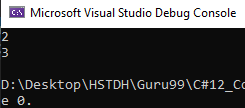 Microsoft Visual Studio Debug Console
2
3
D:\Desktop\HSTDH\Guru99\C#12_Co
e 0.